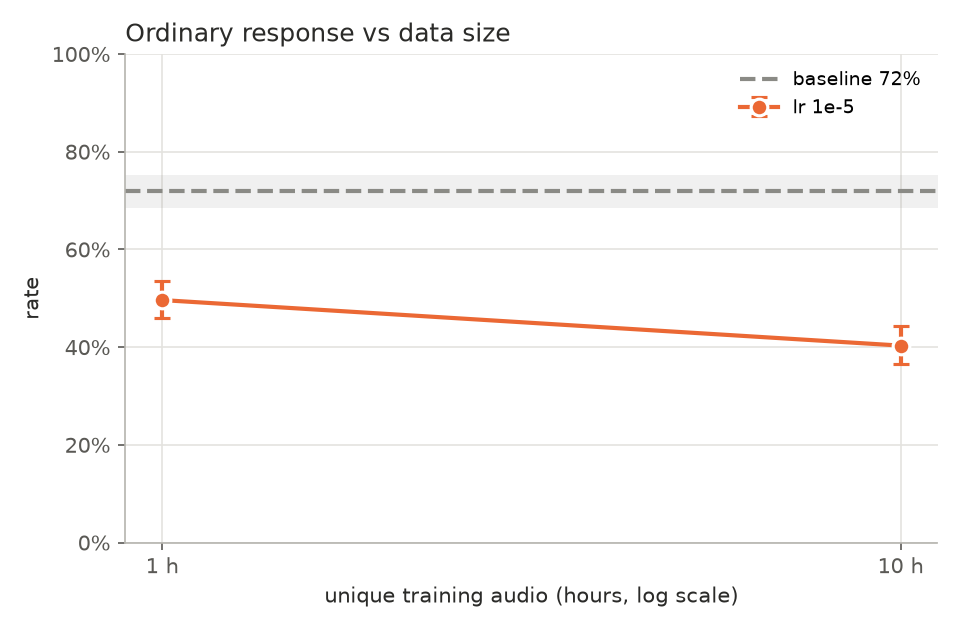 Ordinary response vs data size
100%
80%
60%
40%
20%
0%
rate
baseline 72%
lr 1e-5
1 h
10 h
unique training audio (hours, log scale)